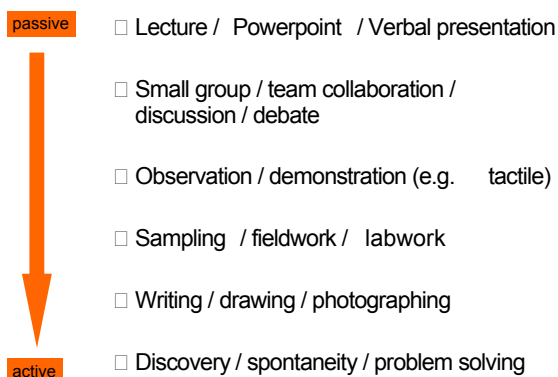 passive
□ Lecture / Powerpoint / Verbal presentation
□ Small group / team collaboration /
discussion / debate
□ Observation / demonstration (e.g. tactile)
□ Sampling / fieldwork / labwork
□ Writing / drawing / photographing
□ Discovery / spontaneity / problem solving
active